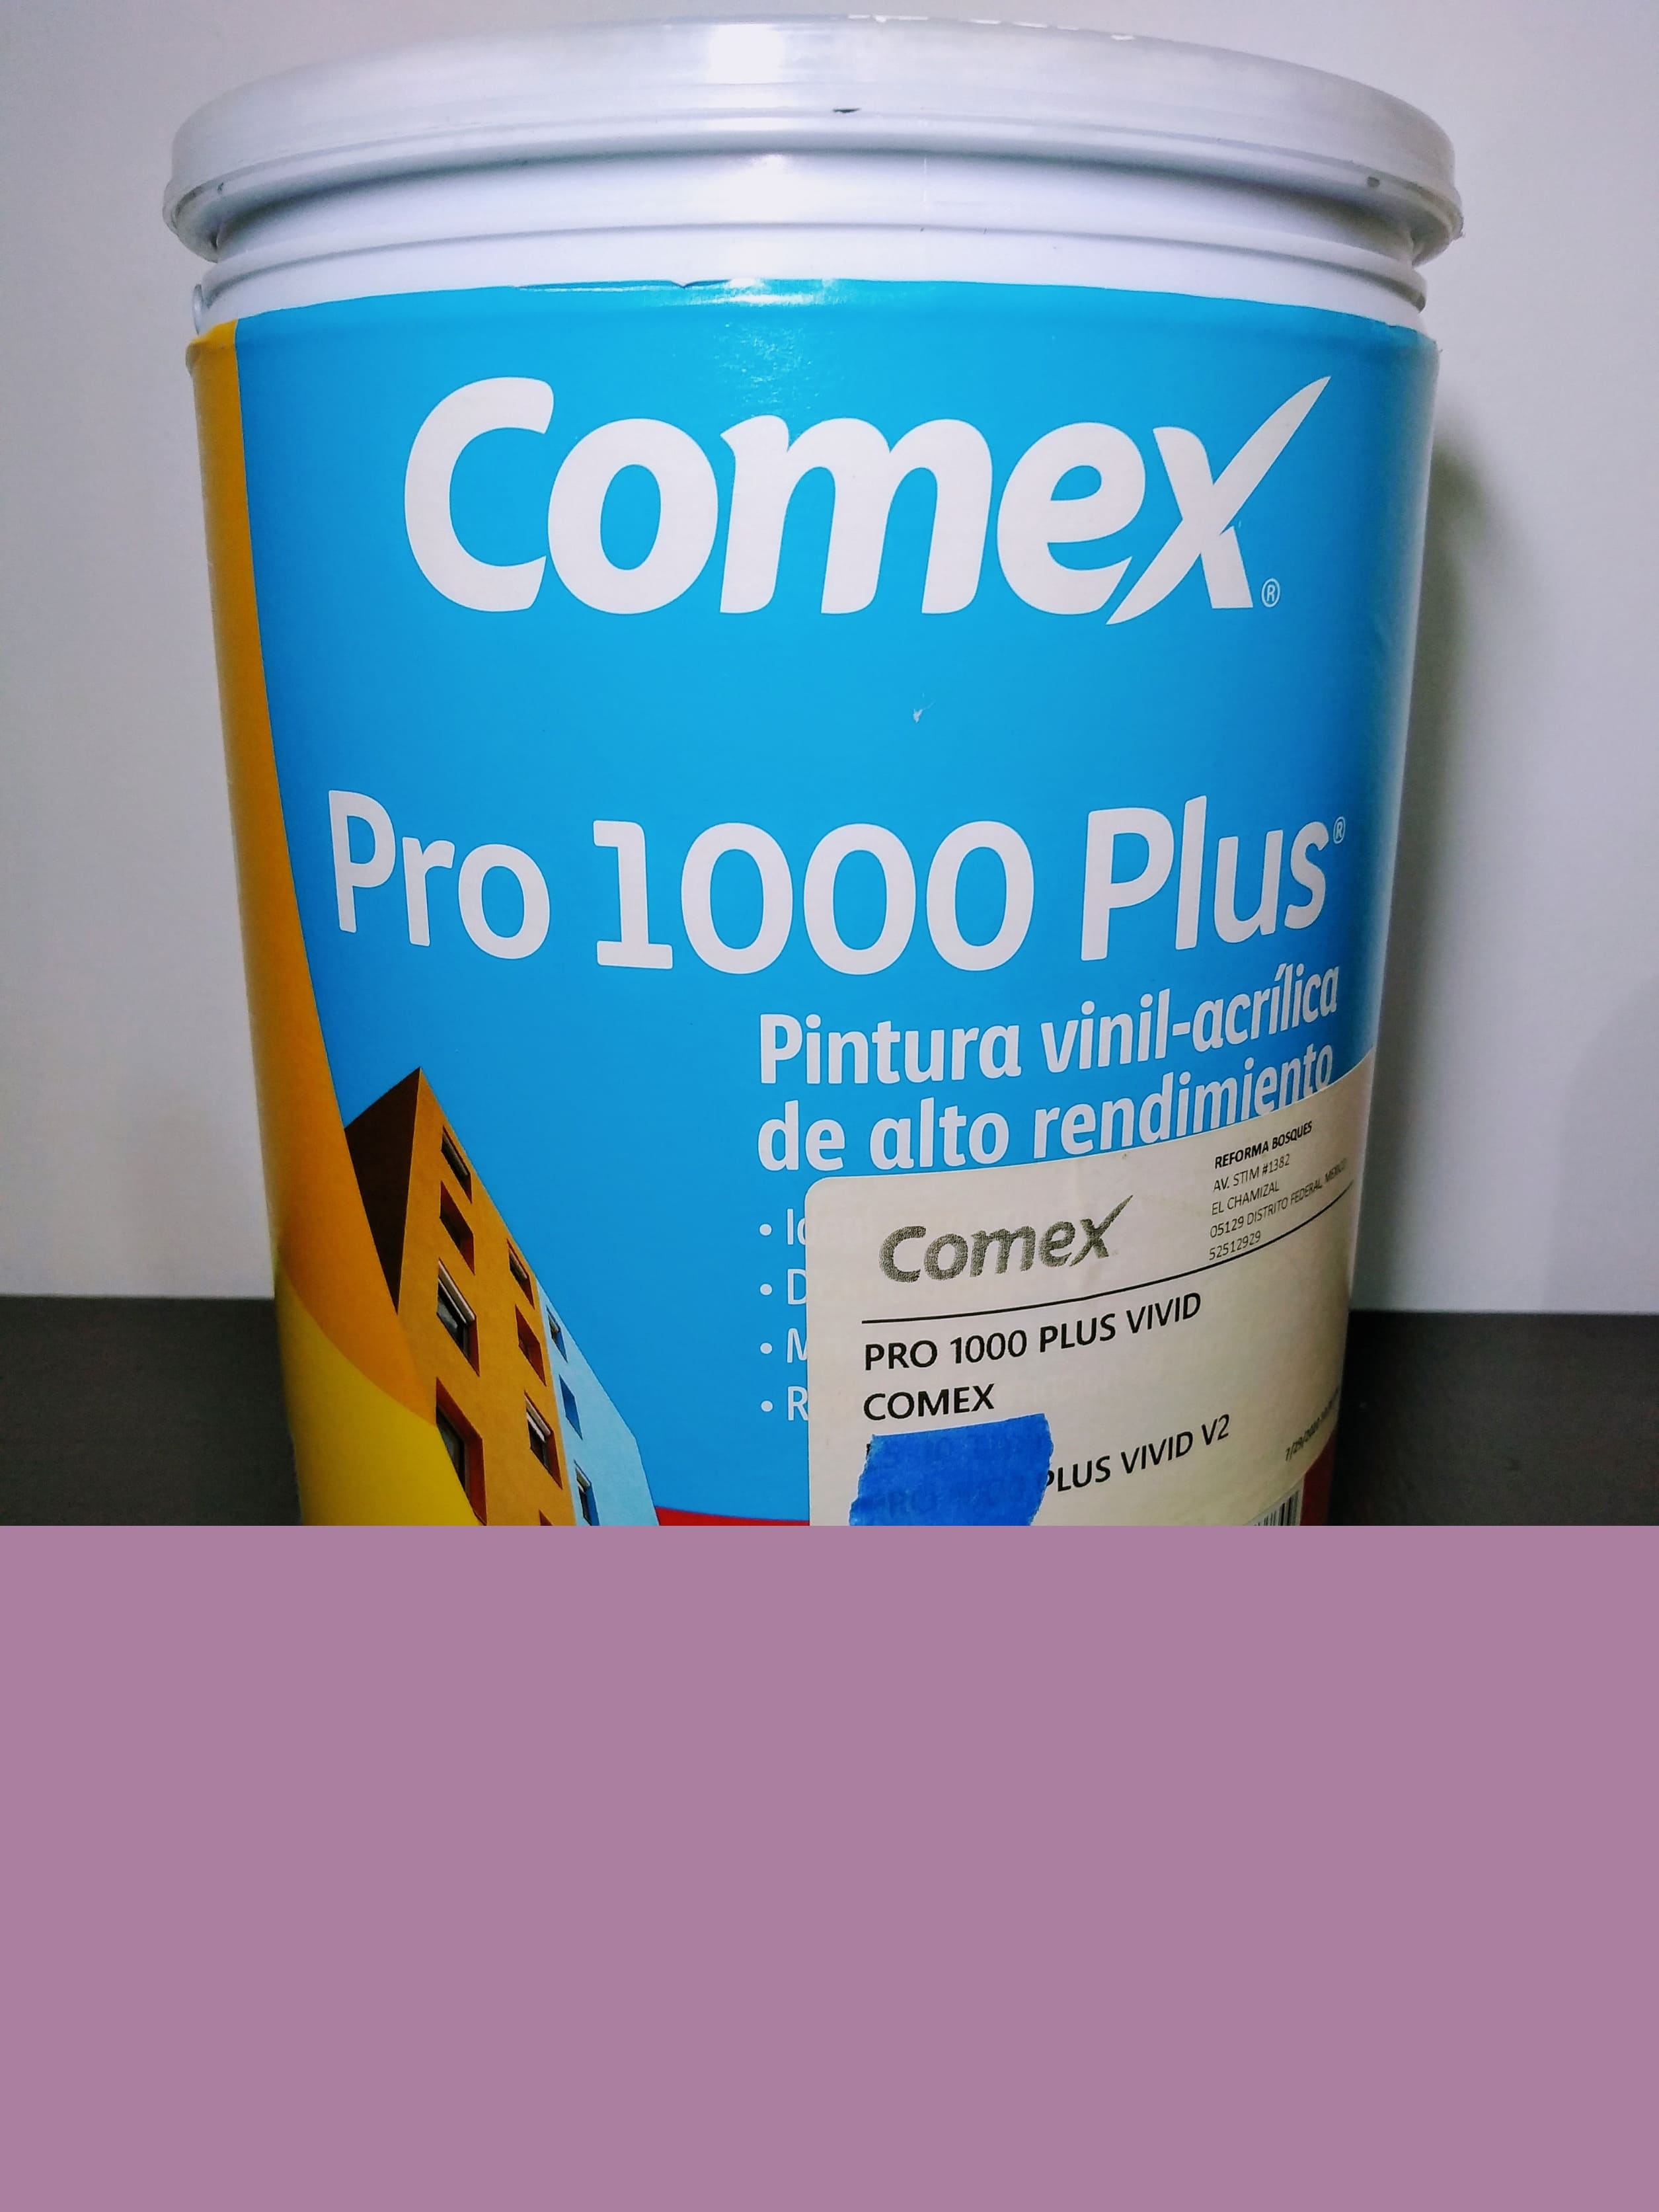 Comex®
Pro 1000 Plus®
Pintura vinil-acrílica
de alto rendimiento
REFORMA BOSQUES
AV. STIM #1382
EL CHAMIZAL
05129 DISTRITO FEDERAL, MEXICO
52512929
Comex
PRO 1000 PLUS VIVID
COMEX
PLUS VIVID V2